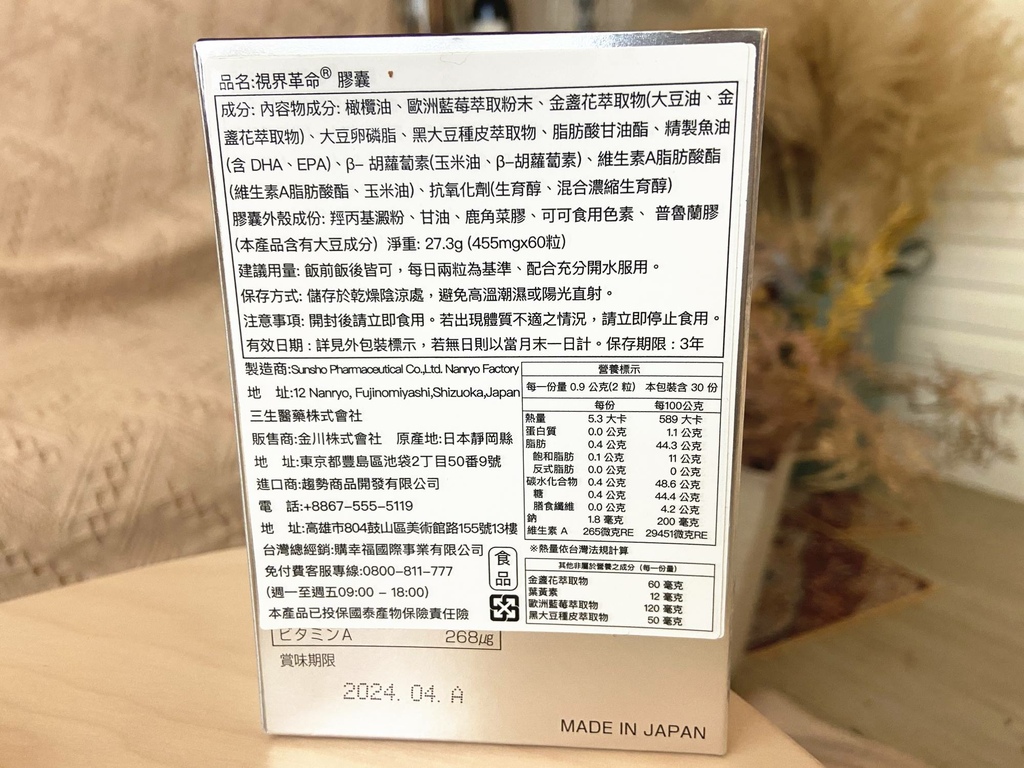 品名:視界革命® 膠囊
成分: 內容物成分: 橄欖油、歐洲藍莓萃取粉末、金盞花萃取物(大豆油、金
盞花萃取物)、大豆卵磷脂、黑大豆種皮萃取物、脂肪酸甘油酯、精製魚油
(含 DHA、EPA)、β- 胡蘿蔔素(玉米油、β-胡蘿蔔素)、維生素A脂肪酸酯
(維生素A脂肪酸酯、玉米油)、抗氧化劑(生育醇、混合濃縮生育醇)
膠囊外殼成份: 羥丙基澱粉、甘油、鹿角菜膠、可可食用色素、 普魯蘭膠
(本產品含有大豆成分) 淨重: 27.3g (455mgx60粒)
建議用量: 飯前飯後皆可，每日兩粒為基準、配合充分開水服用。
保存方式: 儲存於乾燥陰涼處，避免高溫潮濕或陽光直射。
注意事項: 開封後請立即食用。若出現體質不適之情況，請立即停止食用。
有效日期 : 詳見外包裝標示，若無日則以當月末一日計。保存期限 : 3年
製造商:Sunsho Pharmaceutical Co.,Ltd. Nanryo Factory
地 址:12 Nanryo, Fujinomiyashi,Shizuoka,Japan
三生醫藥株式會社
販售商:金川株式會社 原產地:日本靜岡縣
地 址:東京都豐島區池袋2丁目50番9號
進口商:趨勢商品開發有限公司
電 話:+8867-555-5119
地 址:高雄市804鼓山區美術館路155號13樓
台灣總經銷:購幸福國際事業有限公司
免付費客服專線:0800-811-777
(週一至週五09:00 - 18:00)
本產品已投保國泰產物保險責任險
食品
營養標示
每一份量 0.9 公克(2 粒) 本包裝含 30 份
每份 每100公克
熱量 5.3 大卡 589 大卡
蛋白質 0.0 公克 1.1 公克
脂肪 0.4 公克 44.3 公克
飽和脂肪 0.1 公克 11 公克
反式脂肪 0.0 公克 0 公克
碳水化合物 0.4 公克 48.6 公克
糖 0.4 公克 44.4 公克
膳食纖維 0.0 公克 4.2 公克
鈉 1.8 毫克 200 毫克
維生素 A 265微克RE 29451微克RE
※熱量依台灣法規計算
其他非屬於營養之成分 (每一份量)
金盞花萃取物 60 毫克
葉黃素 12 毫克
歐洲藍莓萃取物 120 毫克
黑大豆種皮萃取物 50 毫克
ビタミンA 268㎍
賞味期限
2024. 04. A
MADE IN JAPAN